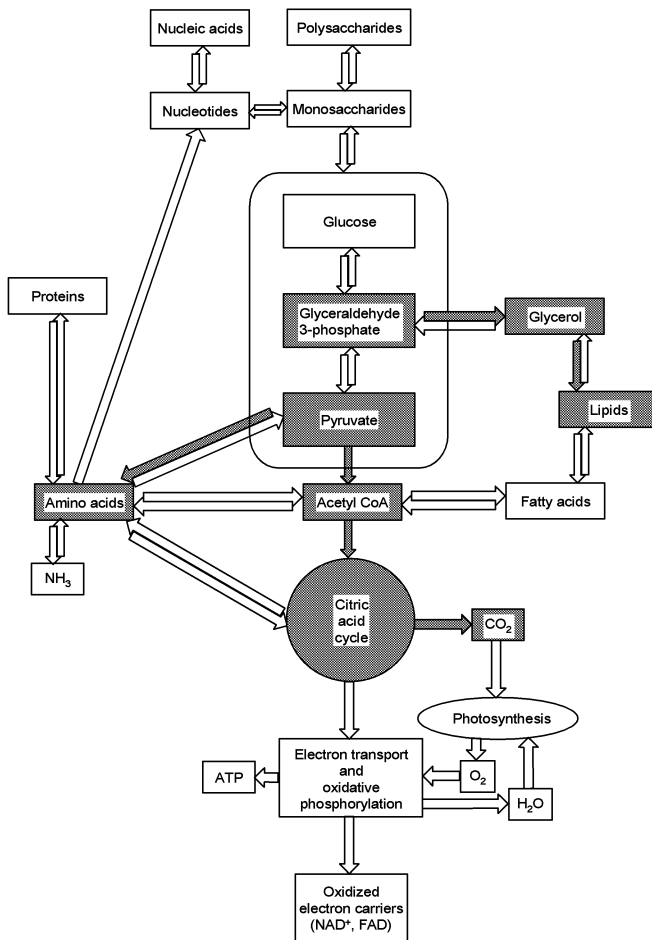 Nucleic acids
Polysaccharides
Nucleotides
Monosaccharides
Glucose
Proteins
Glyceraldehyde
3-phosphate
Glycerol
Pyruvate
Lipids
Amino acids
Acetyl CoA
Fatty acids
NH₃
Citric
acid
cycle
CO₂
Photosynthesis
Electron transport
and
oxidative
phosphorylation
ATP
O₂
H₂O
Oxidized
electron carriers
(NAD⁺, FAD)